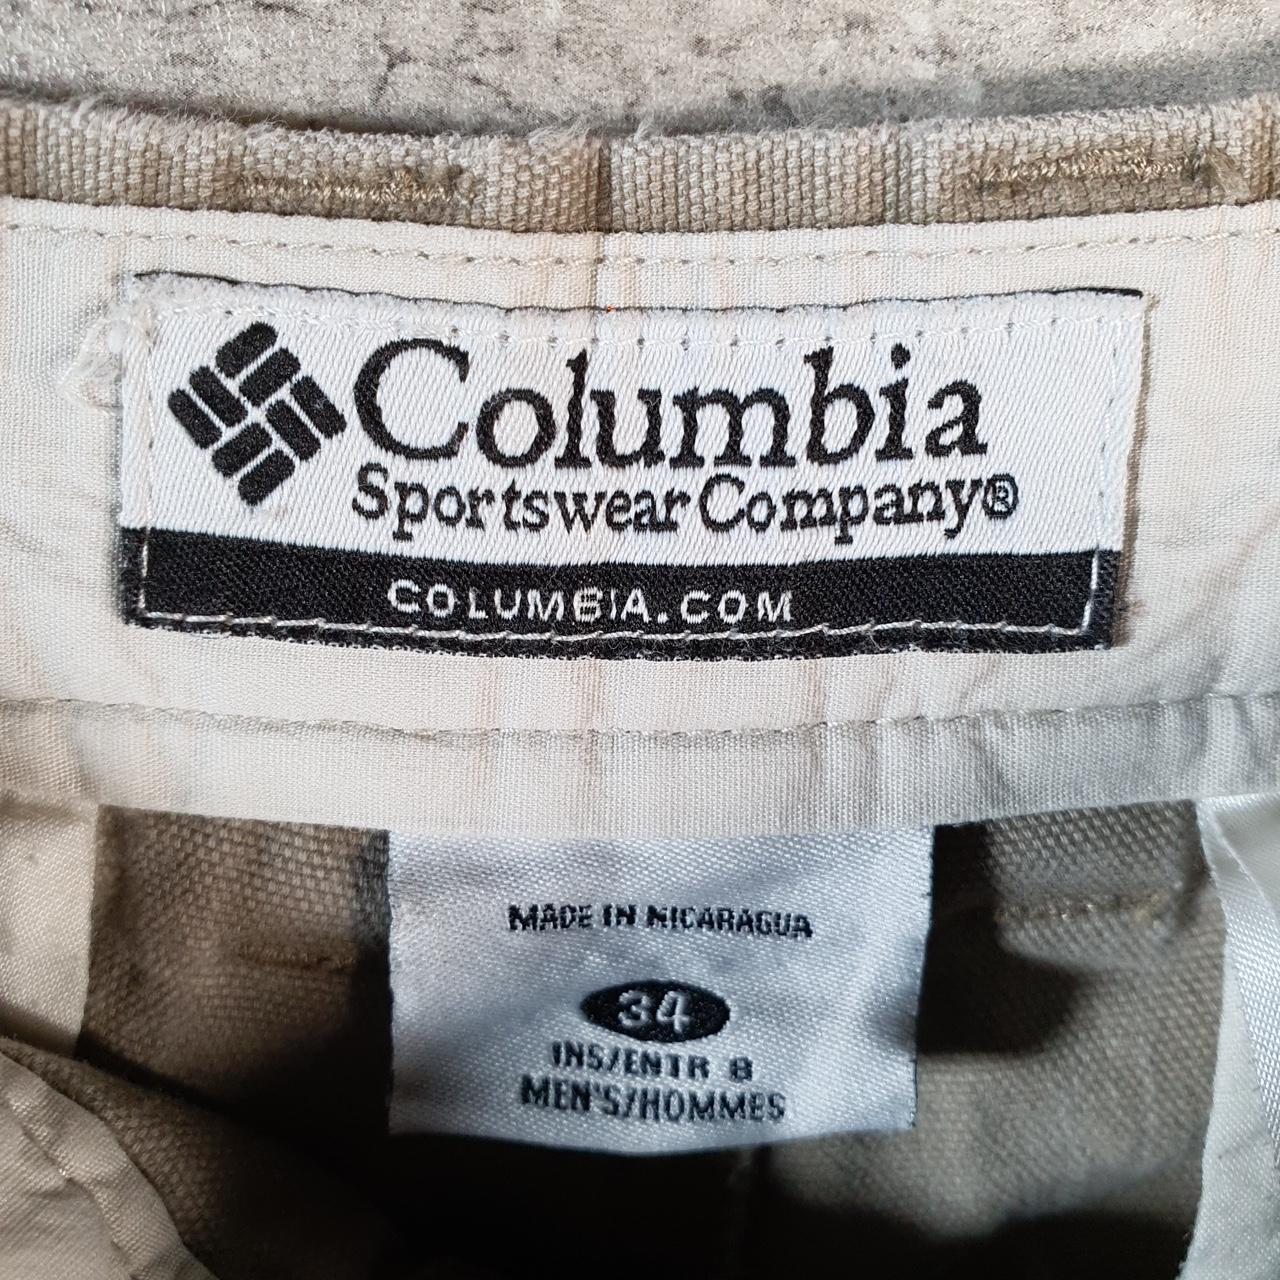 Columbia
Sportswear Company®
COLUMBIA.COM
MADE IN NICARAGUA
34
INS/ENTR 8
MEN'S/HOMMES